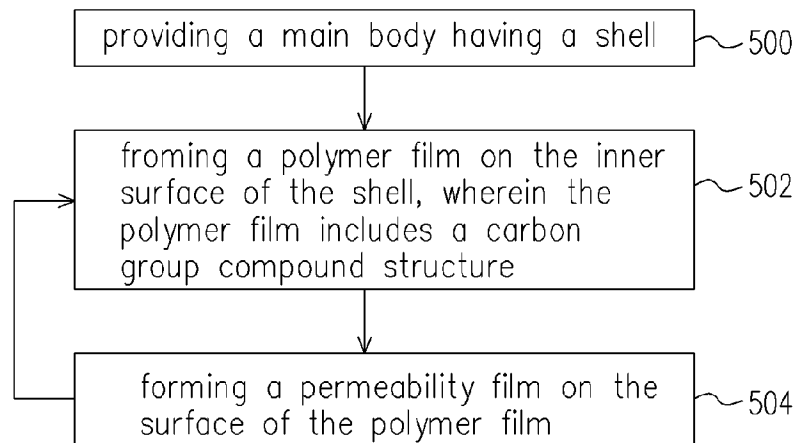 providing a main body having a shell
500
froming a polymer film on the inner
surface of the shell, wherein the
polymer film includes a carbon
group compound structure
502
forming a permeability film on the
surface of the polymer film
504